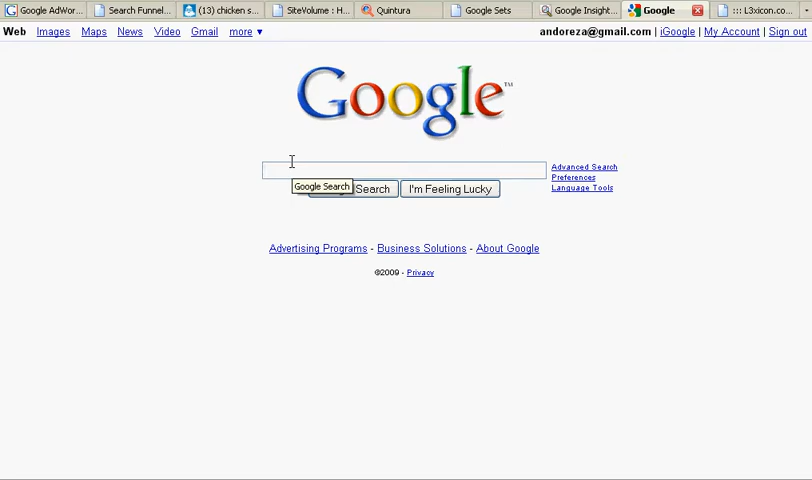 Google AdWor... Search Funnel... (13) chicken s... SiteVolume : H... Quintura Google Sets Google Insight... Google ::: L3xicon.co...
Web Images Maps News Video Gmail more ▼ andoreza@gmail.com | iGoogle | My Account | Sign out
Google™
Advanced Search
Preferences
Language Tools
Google Search
Search I'm Feeling Lucky
Advertising Programs - Business Solutions - About Google
©2009 - Privacy